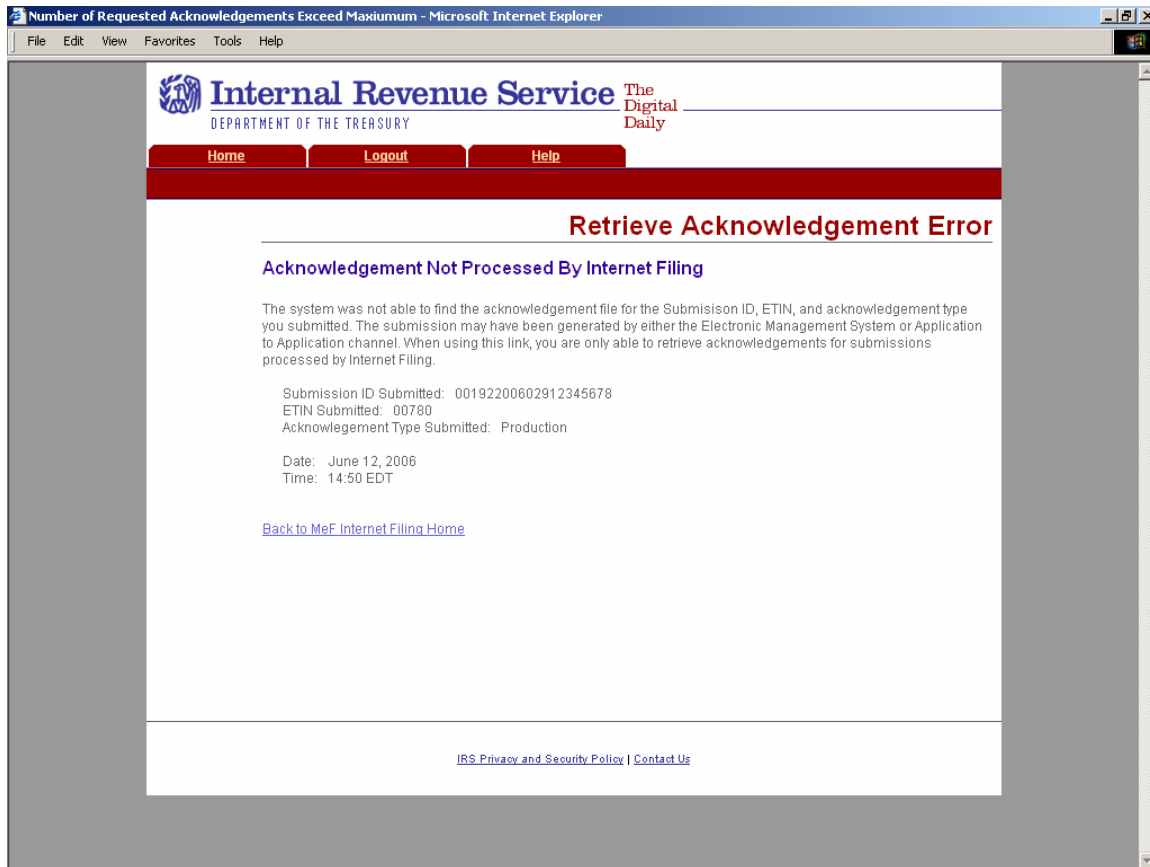 Number of Requested Acknowledgements Exceed Maxiumum - Microsoft Internet Explorer
File Edit View Favorites Tools Help
Internal Revenue Service
DEPARTMENT OF THE TREASURY
The
Digital
Daily
Home Logout Help
Retrieve Acknowledgement Error
Acknowledgement Not Processed By Internet Filing
The system was not able to find the acknowledgement file for the Submisison ID, ETIN, and acknowledgement type
you submitted. The submission may have been generated by either the Electronic Management System or Application
to Application channel. When using this link, you are only able to retrieve acknowledgements for submissions
processed by Internet Filing.
Submission ID Submitted: 00192200602912345678
ETIN Submitted: 00780
Acknowlegement Type Submitted: Production
Date: June 12, 2006
Time: 14:50 EDT
Back to MeF Internet Filing Home
IRS Privacy and Security Policy | Contact Us